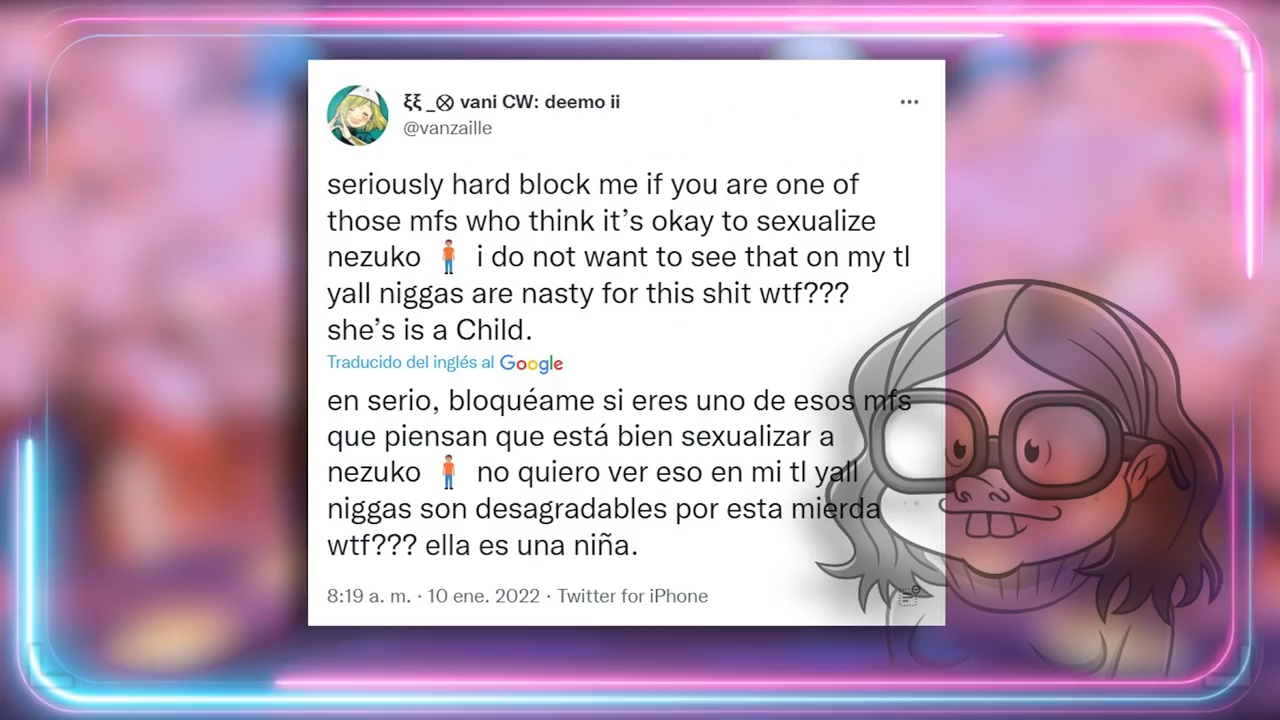 ξξ _⨂ vani CW: deemo ii
@vanzaille
seriously hard block me if you are one of
those mfs who think it's okay to sexualize
nezuko 🧍🏽‍♂️ i do not want to see that on my tl
yall niggas are nasty for this shit wtf???
she's is a Child.
Traducido del inglés al Google
en serio, bloquéame si eres uno de esos mfs
que piensan que está bien sexualizar a
nezuko 🧍🏽‍♂️ no quiero ver eso en mi tl yall
niggas son desagradables por esta mierda
wtf??? ella es una niña.
8:19 a. m. · 10 ene. 2022 · Twitter for iPhone